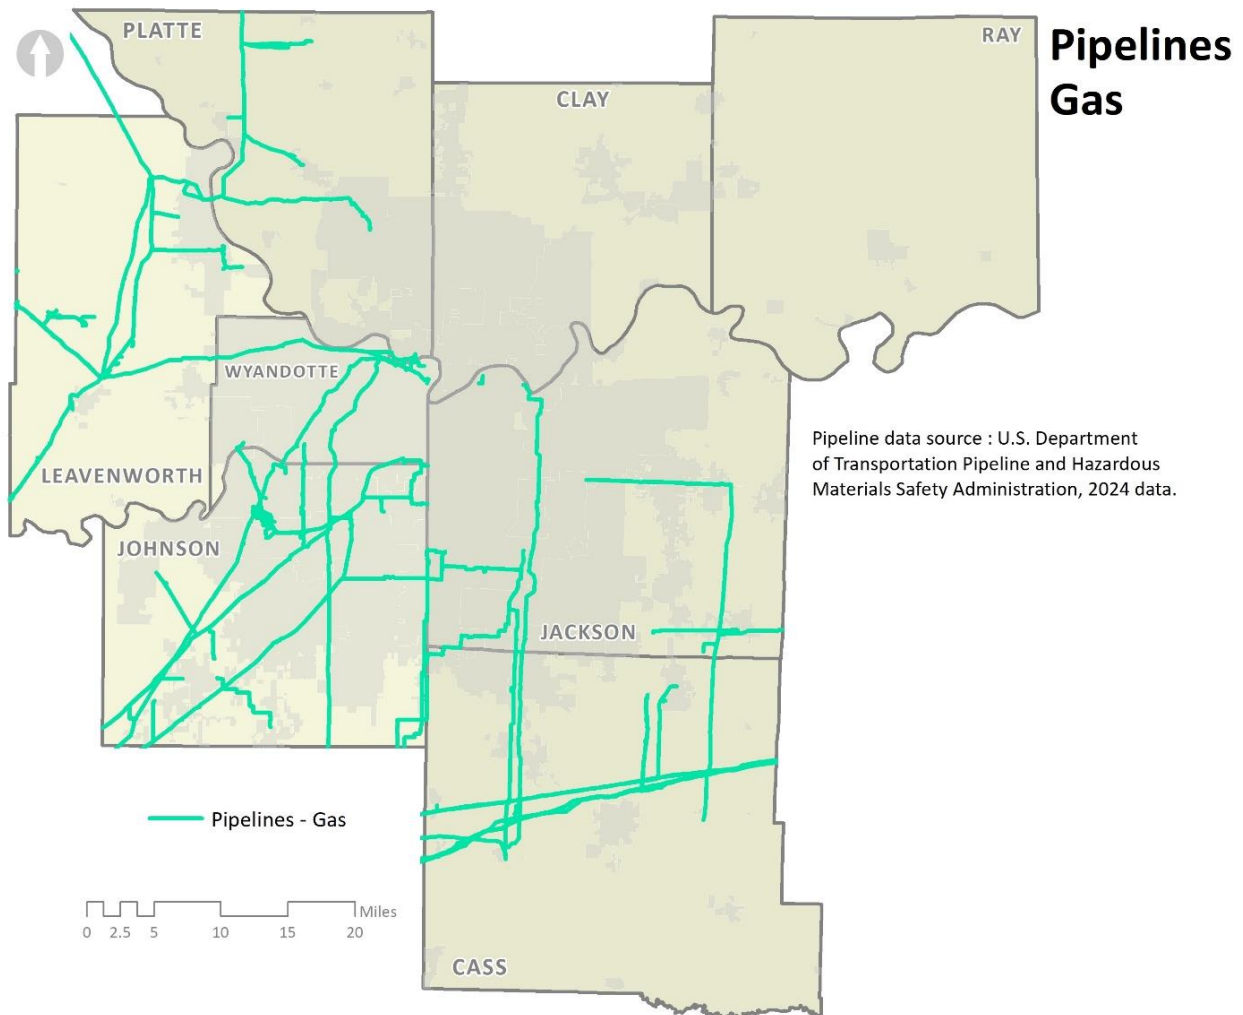 Pipelines
Gas
PLATTE
CLAY
RAY
WYANDOTTE
LEAVENWORTH
JOHNSON
JACKSON
CASS
Pipeline data source : U.S. Department
of Transportation Pipeline and Hazardous
Materials Safety Administration, 2024 data.
Pipelines - Gas
Miles
0 2.5 5 10 15 20